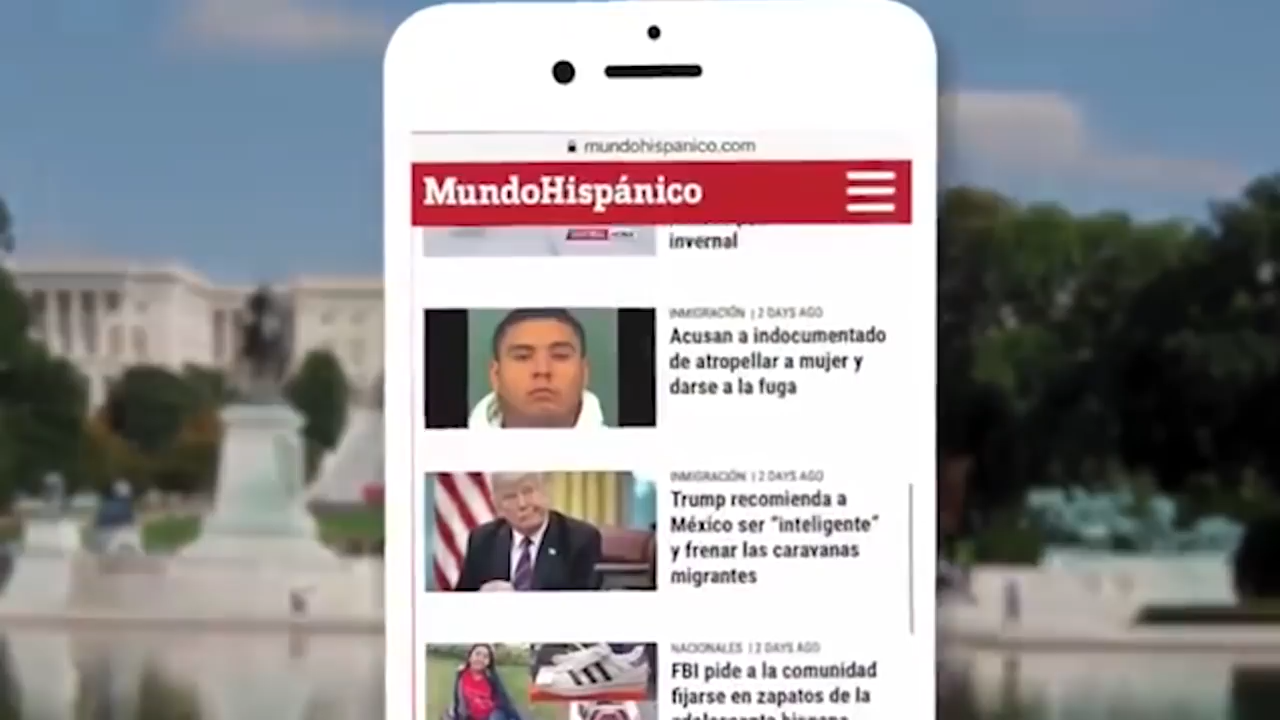 mundohispanico.com
MundoHispánico
invernal
INMIGRACIÓN | 2 DAYS AGO
Acusan a indocumentado
de atropellar a mujer y
darse a la fuga
INMIGRACIÓN | 2 DAYS AGO
Trump recomienda a
México ser "inteligente"
y frenar las caravanas
migrantes
NACIONALES | 2 DAYS AGO
FBI pide a la comunidad
fijarse en zapatos de la
adolescente hispana